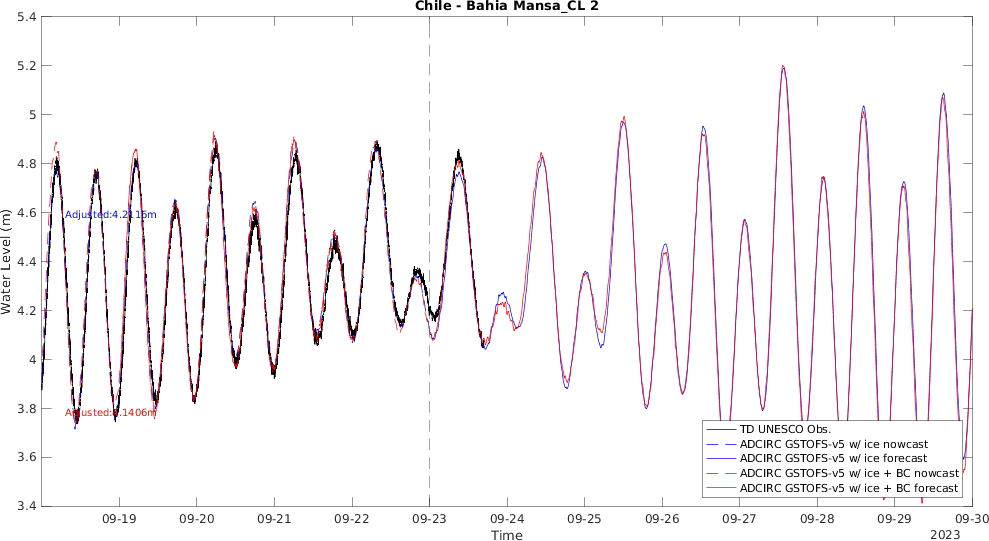 Chile - Bahia Mansa_CL 2
5.4
5.2
5
4.8
4.6
4.4
4.2
4
3.8
3.6
3.4
Water Level (m)
Adjusted:4.2116m
TD UNESCO Obs.
ADCIRC GSTOFS-v5 w/ ice nowcast
ADCIRC GSTOFS-v5 w/ ice forecast
ADCIRC GSTOFS-v5 w/ ice + BC nowcast
ADCIRC GSTOFS-v5 w/ ice + BC forecast
09-19
09-20
09-21
09-22
09-23
09-24
09-25
09-26
09-27
09-28
09-29
09-30
Time
2023